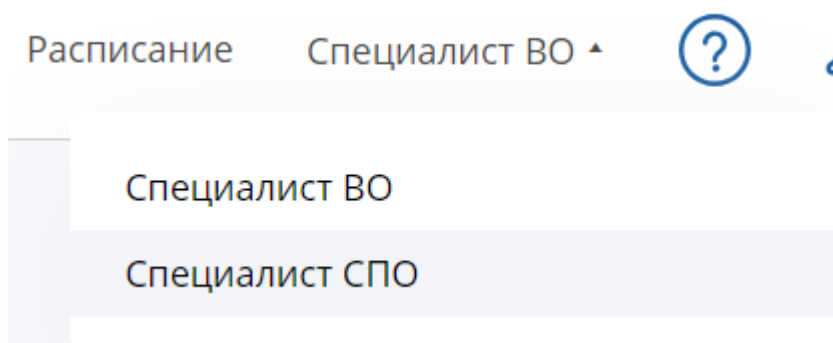 Расписание Специалист ВО ▲ ?
Специалист ВО
Специалист СПО